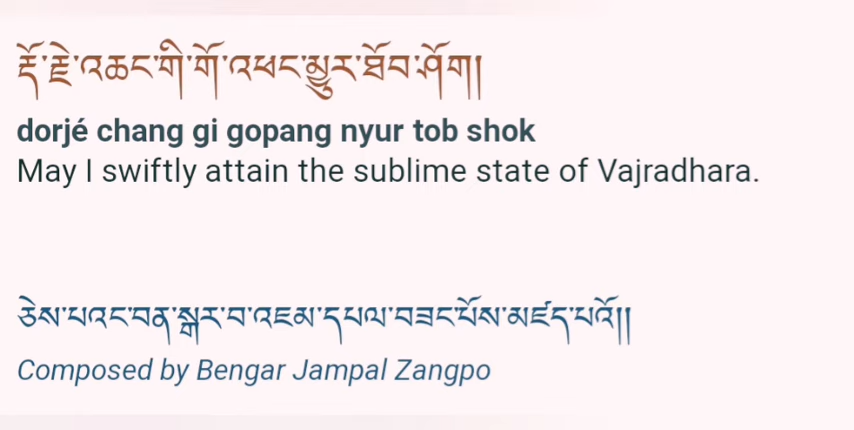 རྡོ་རྗེ་འཆང་གི་གོ་འཕང་མྱུར་ཐོབ་ཤོག།
dorjé chang gi gopang nyur tob shok
May I swiftly attain the sublime state of Vajradhara.
ཅེས་པའང་བན་སྒར་བ་འཇམ་དཔལ་བཟང་པོས་མཛད་པའོ།།
Composed by Bengar Jampal Zangpo